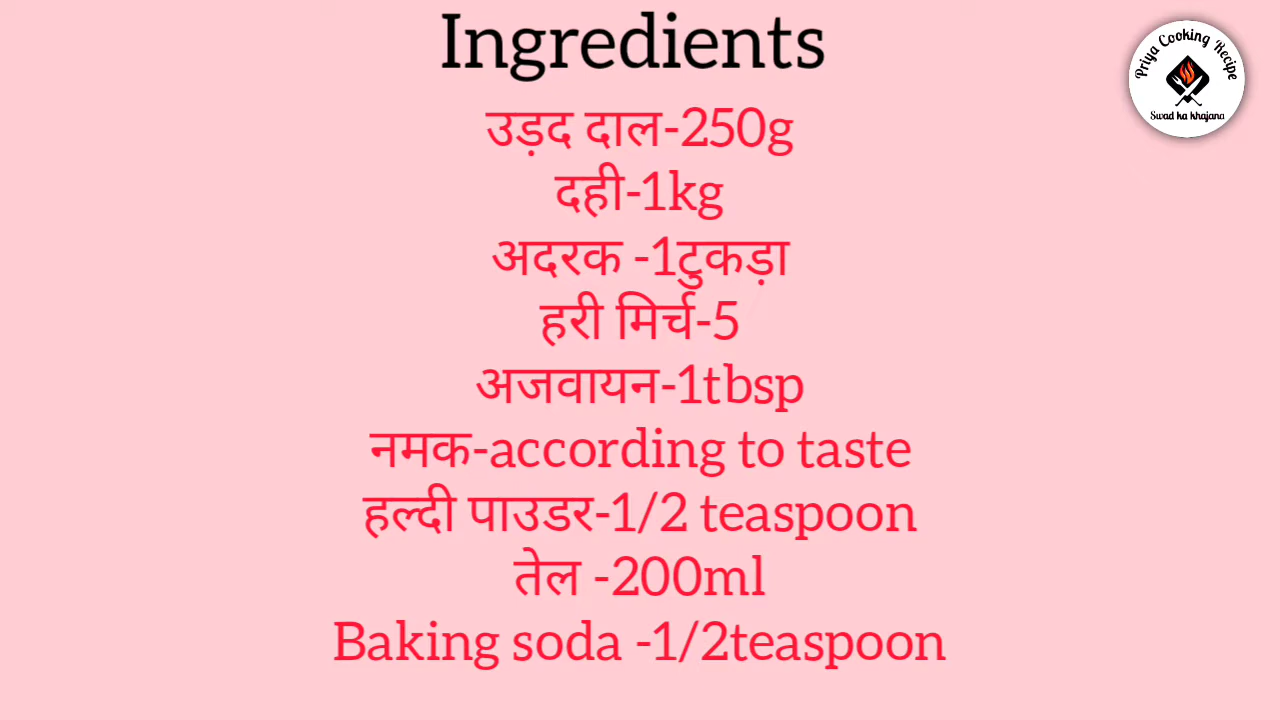 Ingredients
Priya Cooking Recipe
Swad ka khajana
उड़द दाल-250g
दही-1kg
अदरक -1टुकड़ा
हरी मिर्च-5
अजवायन-1tbsp
नमक-according to taste
हल्दी पाउडर-1/2 teaspoon
तेल -200ml
Baking soda -1/2teaspoon